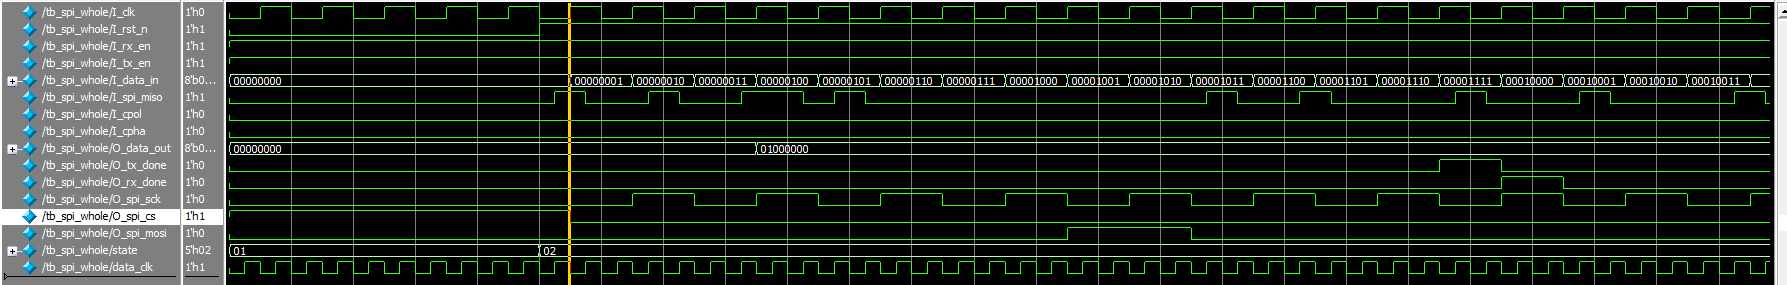 /tb_spi_whole/I_clk 1'h0
/tb_spi_whole/I_rst_n 1'h1
/tb_spi_whole/I_rx_en 1'h1
/tb_spi_whole/I_tx_en 1'h1
/tb_spi_whole/I_data_in 8'b0... 00000000 00000001 00000010 00000011 00000100 00000101 00000110 00000111 00001000 00001001 00001010 00001011 00001100 00001101 00001110 00001111 00010000 00010001 00010010 00010011
/tb_spi_whole/I_spi_miso 1'h1
/tb_spi_whole/I_cpol 1'h0
/tb_spi_whole/I_cpha 1'h0
/tb_spi_whole/O_data_out 8'b0... 00000000 01000000
/tb_spi_whole/O_tx_done 1'h0
/tb_spi_whole/O_rx_done 1'h0
/tb_spi_whole/O_spi_sck 1'h0
/tb_spi_whole/O_spi_cs 1'h1
/tb_spi_whole/O_spi_mosi 1'h0
/tb_spi_whole/state 5'h02 01 02
/tb_spi_whole/data_clk 1'h1